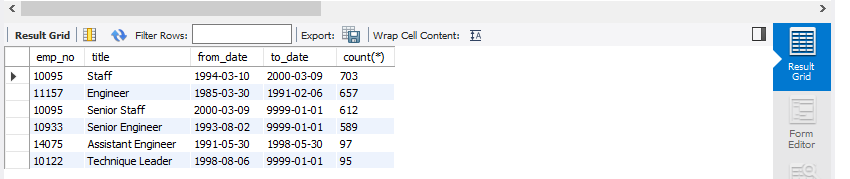 Result Grid Filter Rows: Export: Wrap Cell Content:
emp_no title from_date to_date count(*)
10095 Staff 1994-03-10 2000-03-09 703
11157 Engineer 1985-03-30 1991-02-06 657
10095 Senior Staff 2000-03-09 9999-01-01 612
10933 Senior Engineer 1993-08-02 9999-01-01 589
14075 Assistant Engineer 1991-05-30 1998-05-30 97
10122 Technique Leader 1998-08-06 9999-01-01 95
Result
Grid
Form
Editor